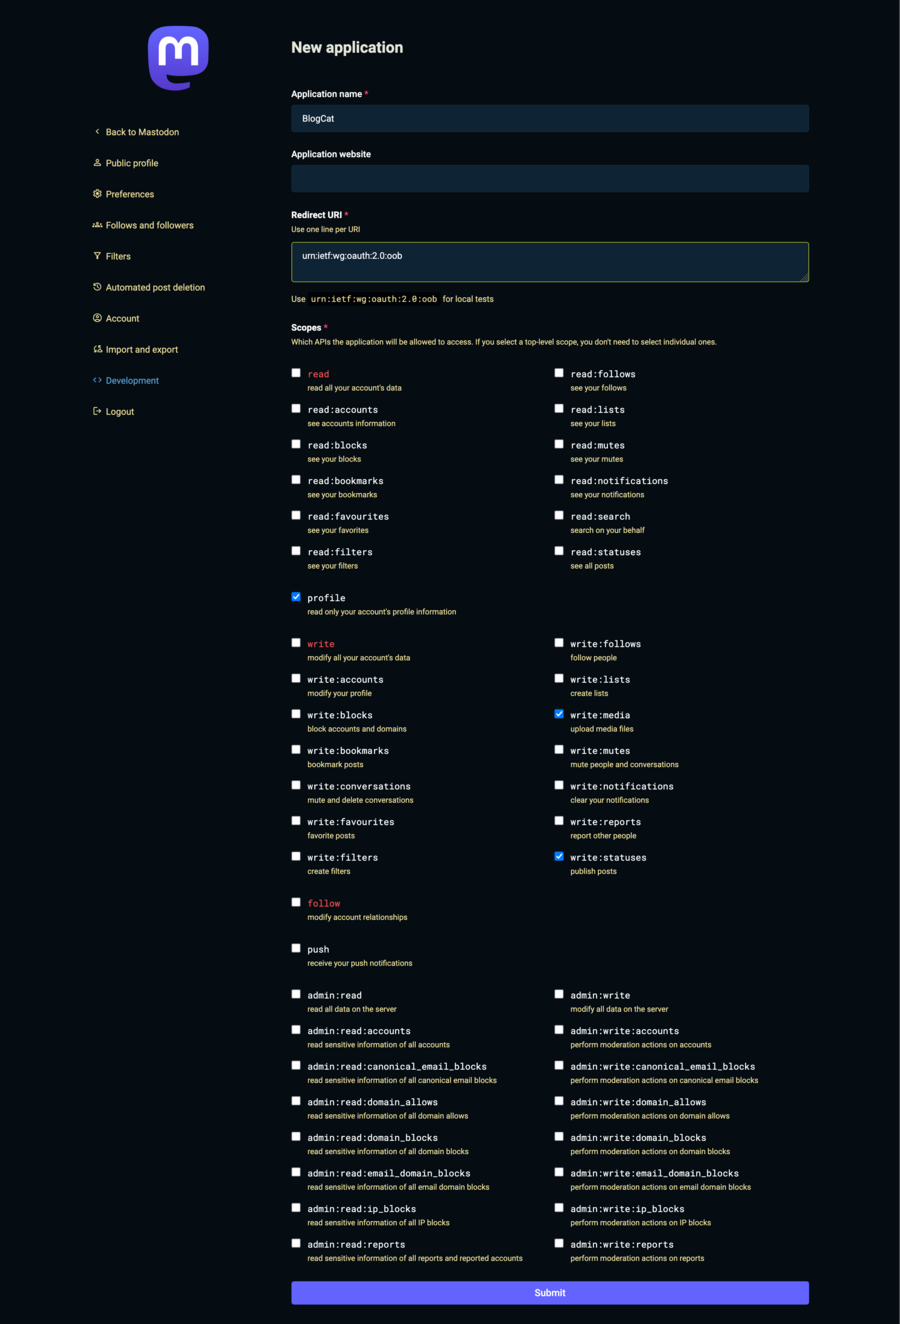 New application
Application name *
BlogCat
Application website
Redirect URI *
Use one line per URI
urn:ietf:wg:oauth:2.0:oob
Use urn:ietf:wg:oauth:2.0:oob for local tests
Back to Mastodon
Public profile
Preferences
Follows and followers
Filters
Automated post deletion
Account
Import and export
Development
Logout
Scopes *
Which APIs the application will be allowed to access. If you select a top-level scope, you don't need to select individual ones.
read
read all your account's data
read:accounts
see accounts information
read:blocks
see your blocks
read:bookmarks
see your bookmarks
read:favourites
see your favorites
read:filters
see your filters
read:follows
see your follows
read:lists
see your lists
read:mutes
see your mutes
read:notifications
see your notifications
read:search
search on your behalf
read:statuses
see all posts
profile
read only your account's profile information
write
modify all your account's data
write:accounts
modify your profile
write:blocks
block accounts and domains
write:bookmarks
bookmark posts
write:conversations
mute and delete conversations
write:favourites
favorite posts
write:filters
create filters
write:follows
follow people
write:lists
create lists
write:media
upload media files
write:mutes
mute people and conversations
write:notifications
clear your notifications
write:reports
report other people
write:statuses
publish posts
follow
modify account relationships
push
receive your push notifications
admin:read
read all data on the server
admin:read:accounts
read sensitive information of all accounts
admin:read:canonical_email_blocks
read sensitive information of all canonical email blocks
admin:read:domain_allows
read sensitive information of all domain allows
admin:read:domain_blocks
read sensitive information of all domain blocks
admin:read:email_domain_blocks
read sensitive information of all email domain blocks
admin:read:ip_blocks
read sensitive information of all IP blocks
admin:read:reports
read sensitive information of all reports and reported accounts
admin:write
modify all data on the server
admin:write:accounts
perform moderation actions on accounts
admin:write:canonical_email_blocks
perform moderation actions on canonical email blocks
admin:write:domain_allows
perform moderation actions on domain allows
admin:write:domain_blocks
perform moderation actions on domain blocks
admin:write:email_domain_blocks
perform moderation actions on email domain blocks
admin:write:ip_blocks
perform moderation actions on IP blocks
admin:write:reports
perform moderation actions on reports
Submit